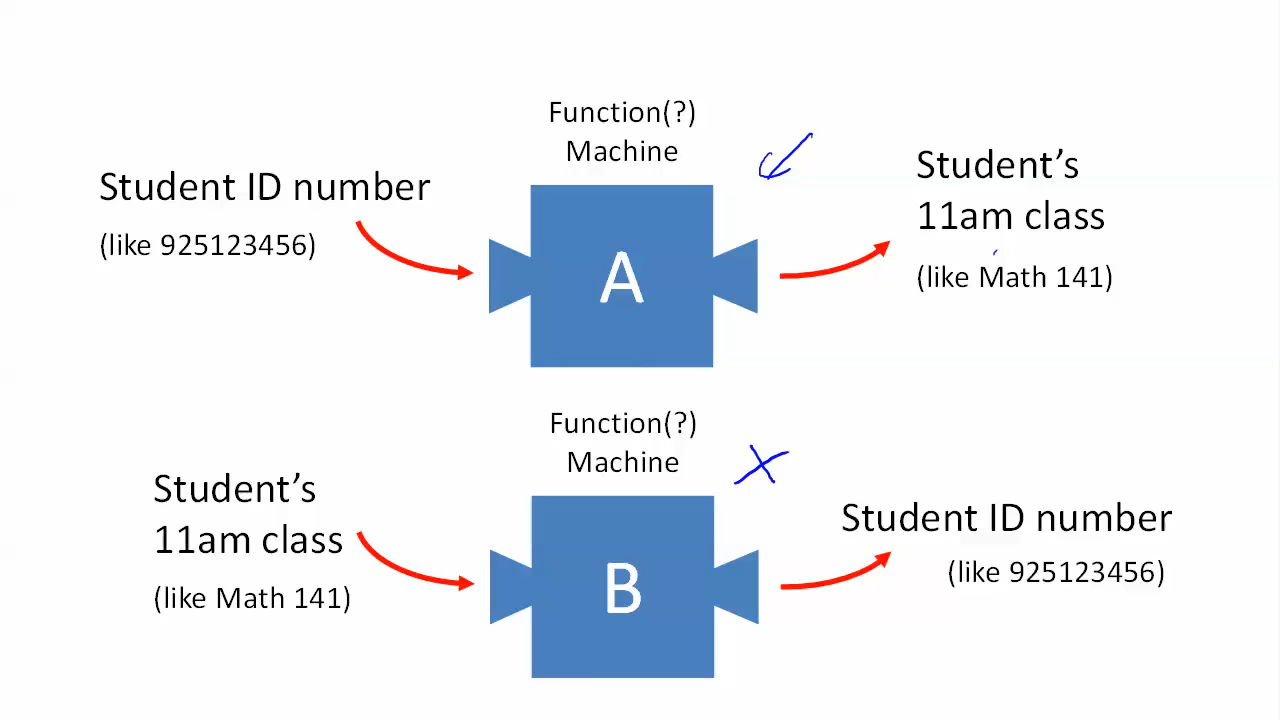 Function(?)
Machine
Student ID number
(like 925123456)
A
Student's
11am class
(like Math 141)
Function(?)
Machine
Student's
11am class
(like Math 141)
B
Student ID number
(like 925123456)